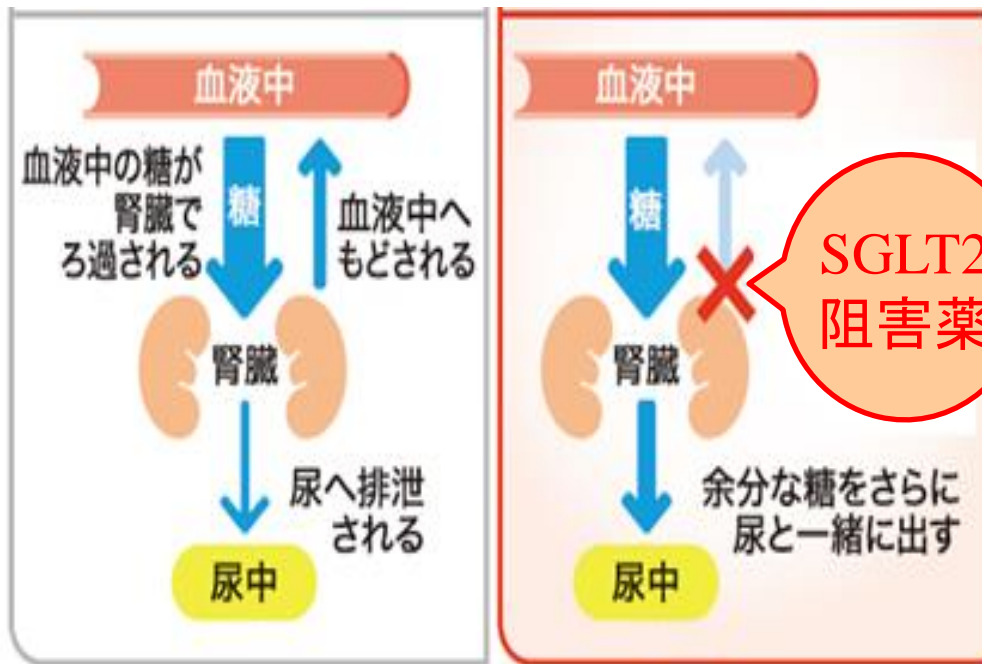 血液中
血液中の糖が
腎臓で
ろ過される
糖
血液中へ
もどされる
腎臓
尿へ排泄
される
尿中
血液中
糖
SGLT2
阻害薬
腎臓
余分な糖をさらに
尿と一緒に出す
尿中